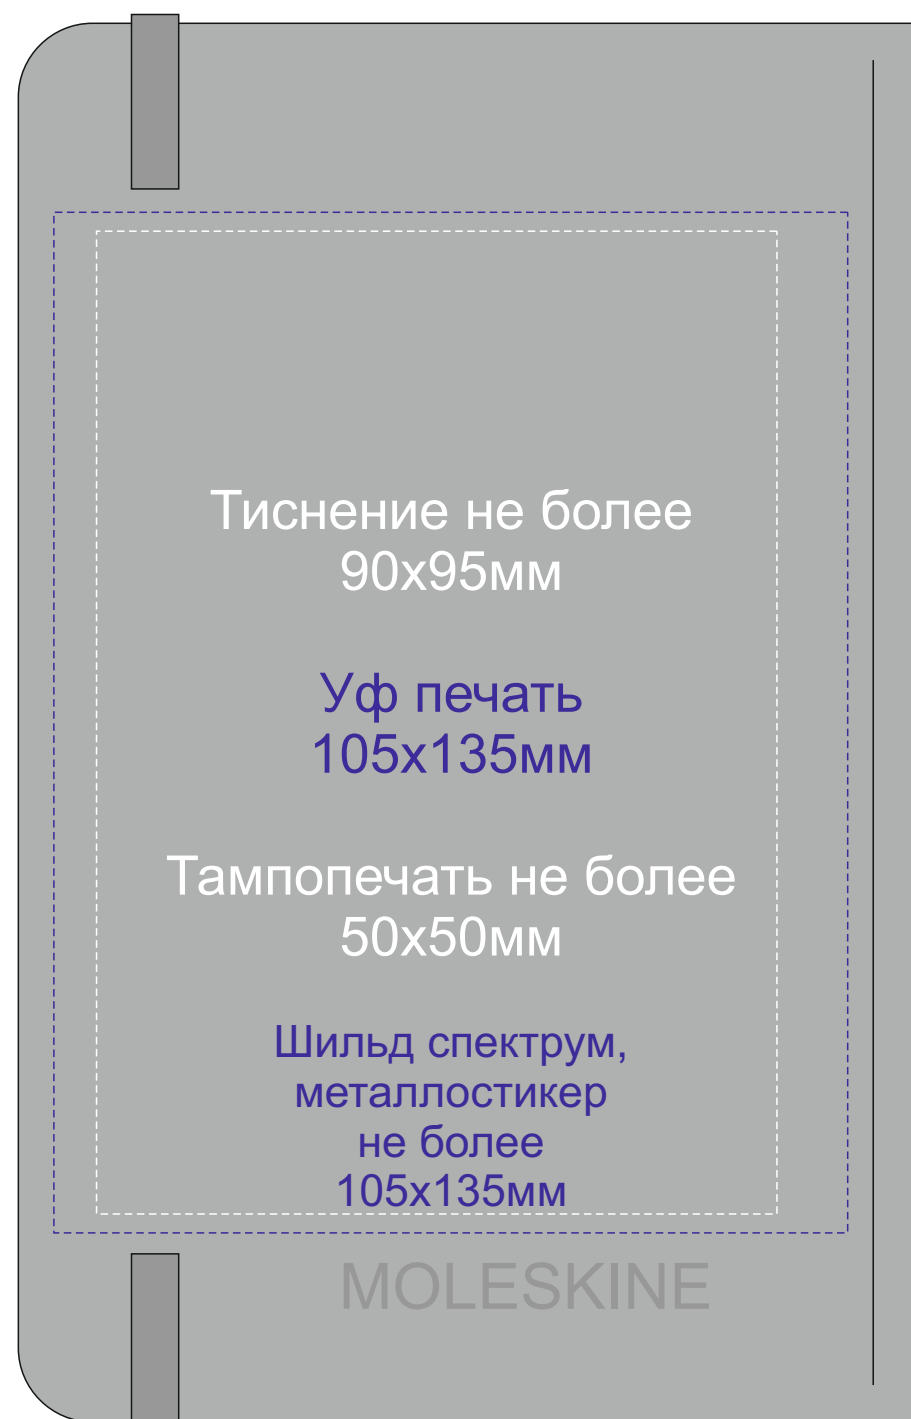 Тиснение не более
90х95мм
Уф печать
105х135мм
Тампопечать не более
50х50мм
Шильд спектрум,
металлостикер
не более
105х135мм
MOLESKINE